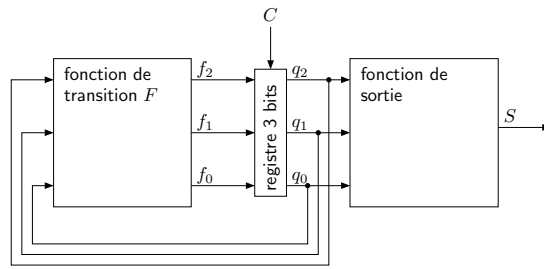 C
fonction de
transition F
f₂
f₁
f₀
registre 3 bits
q₂
q₁
q₀
fonction de
sortie
S